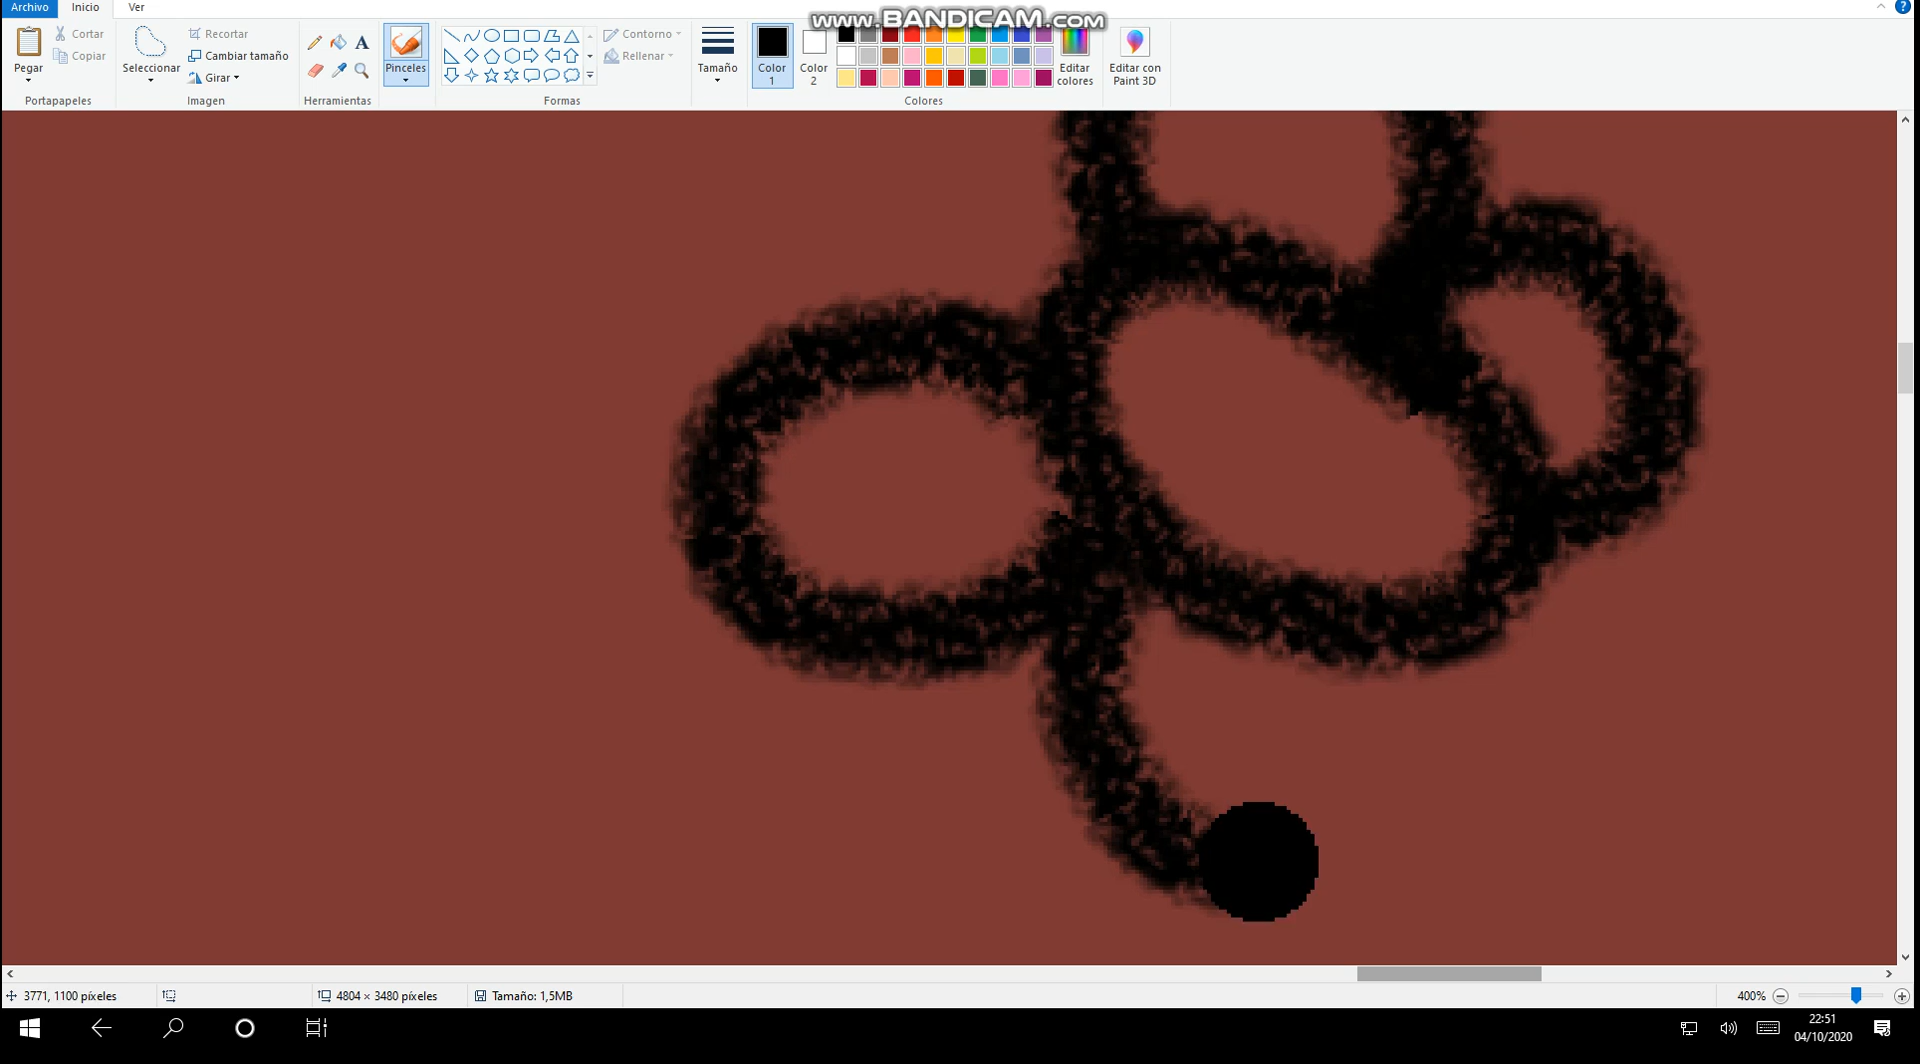 Archivo Inicio Ver
www.BANDICAM.com
Pegar
Cortar
Copiar
Portapapeles
Seleccionar
Recortar
Cambiar tamaño
Girar
Imagen
A
Herramientas
Pinceles
Contorno
Rellenar
Formas
Tamaño
Color
1
Color
2
Editar
colores
Colores
Editar con
Paint 3D
?
3771, 1100 píxeles
4804 × 3480 píxeles
Tamaño: 1,5MB
400%
22:51
04/10/2020